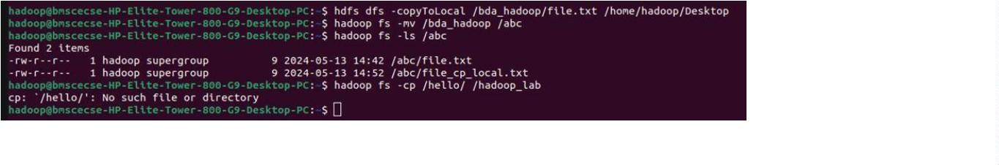 hadoop@bmscecse-HP-Elite-Tower-800-G9-Desktop-PC:~$ hdfs dfs -copyToLocal /bda_hadoop/file.txt /home/hadoop/Desktop
hadoop@bmscecse-HP-Elite-Tower-800-G9-Desktop-PC:~$ hadoop fs -mv /bda_hadoop /abc
hadoop@bmscecse-HP-Elite-Tower-800-G9-Desktop-PC:~$ hadoop fs -ls /abc
Found 2 items
-rw-r--r--   1 hadoop supergroup          9 2024-05-13 14:42 /abc/file.txt
-rw-r--r--   1 hadoop supergroup          9 2024-05-13 14:52 /abc/file_cp_local.txt
hadoop@bmscecse-HP-Elite-Tower-800-G9-Desktop-PC:~$ hadoop fs -cp /hello/ /hadoop_lab
cp: `/hello/': No such file or directory
hadoop@bmscecse-HP-Elite-Tower-800-G9-Desktop-PC:~$